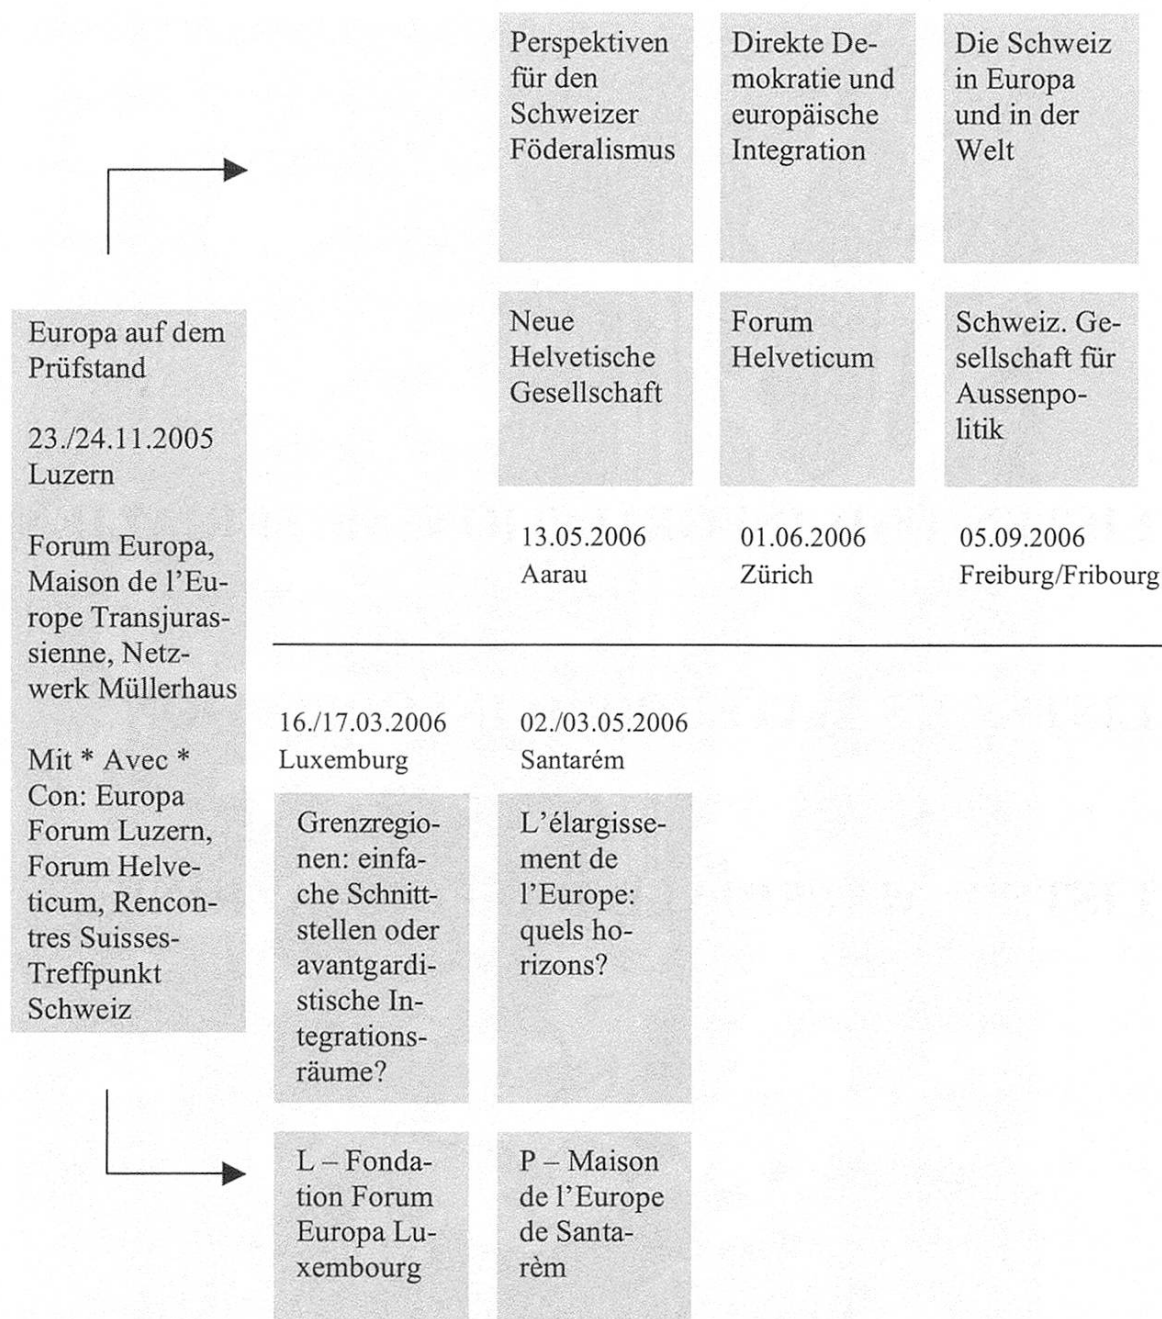 Europa auf dem
Prüfstand
23./24.11.2005
Luzern
Forum Europa,
Maison de l’Eu-
rope Transjuras-
sienne, Netz-
werk Müllerhaus
Mit * Avec *
Con: Europa
Forum Luzern,
Forum Helve-
ticum, Rencon-
tres Suisses-
Treffpunkt
Schweiz
Perspektiven
für den
Schweizer
Föderalismus
Neue
Helvetische
Gesellschaft
13.05.2006
Aarau
Direkte De-
mokratie und
europäische
Integration
Forum
Helveticum
01.06.2006
Zürich
Die Schweiz
in Europa
und in der
Welt
Schweiz. Ge-
sellschaft für
Aussenpo-
litik
05.09.2006
Freiburg/Fribourg
16./17.03.2006
Luxemburg
Grenzregio-
nen: einfa-
che Schnitt-
stellen oder
avantgardi-
stische In-
tegrations-
räume?
L – Fonda-
tion Forum
Europa Lu-
xembourg
02./03.05.2006
Santarém
L’élargisse-
ment de
l’Europe:
quels ho-
rizons?
P – Maison
de l’Europe
de Santa-
rèm